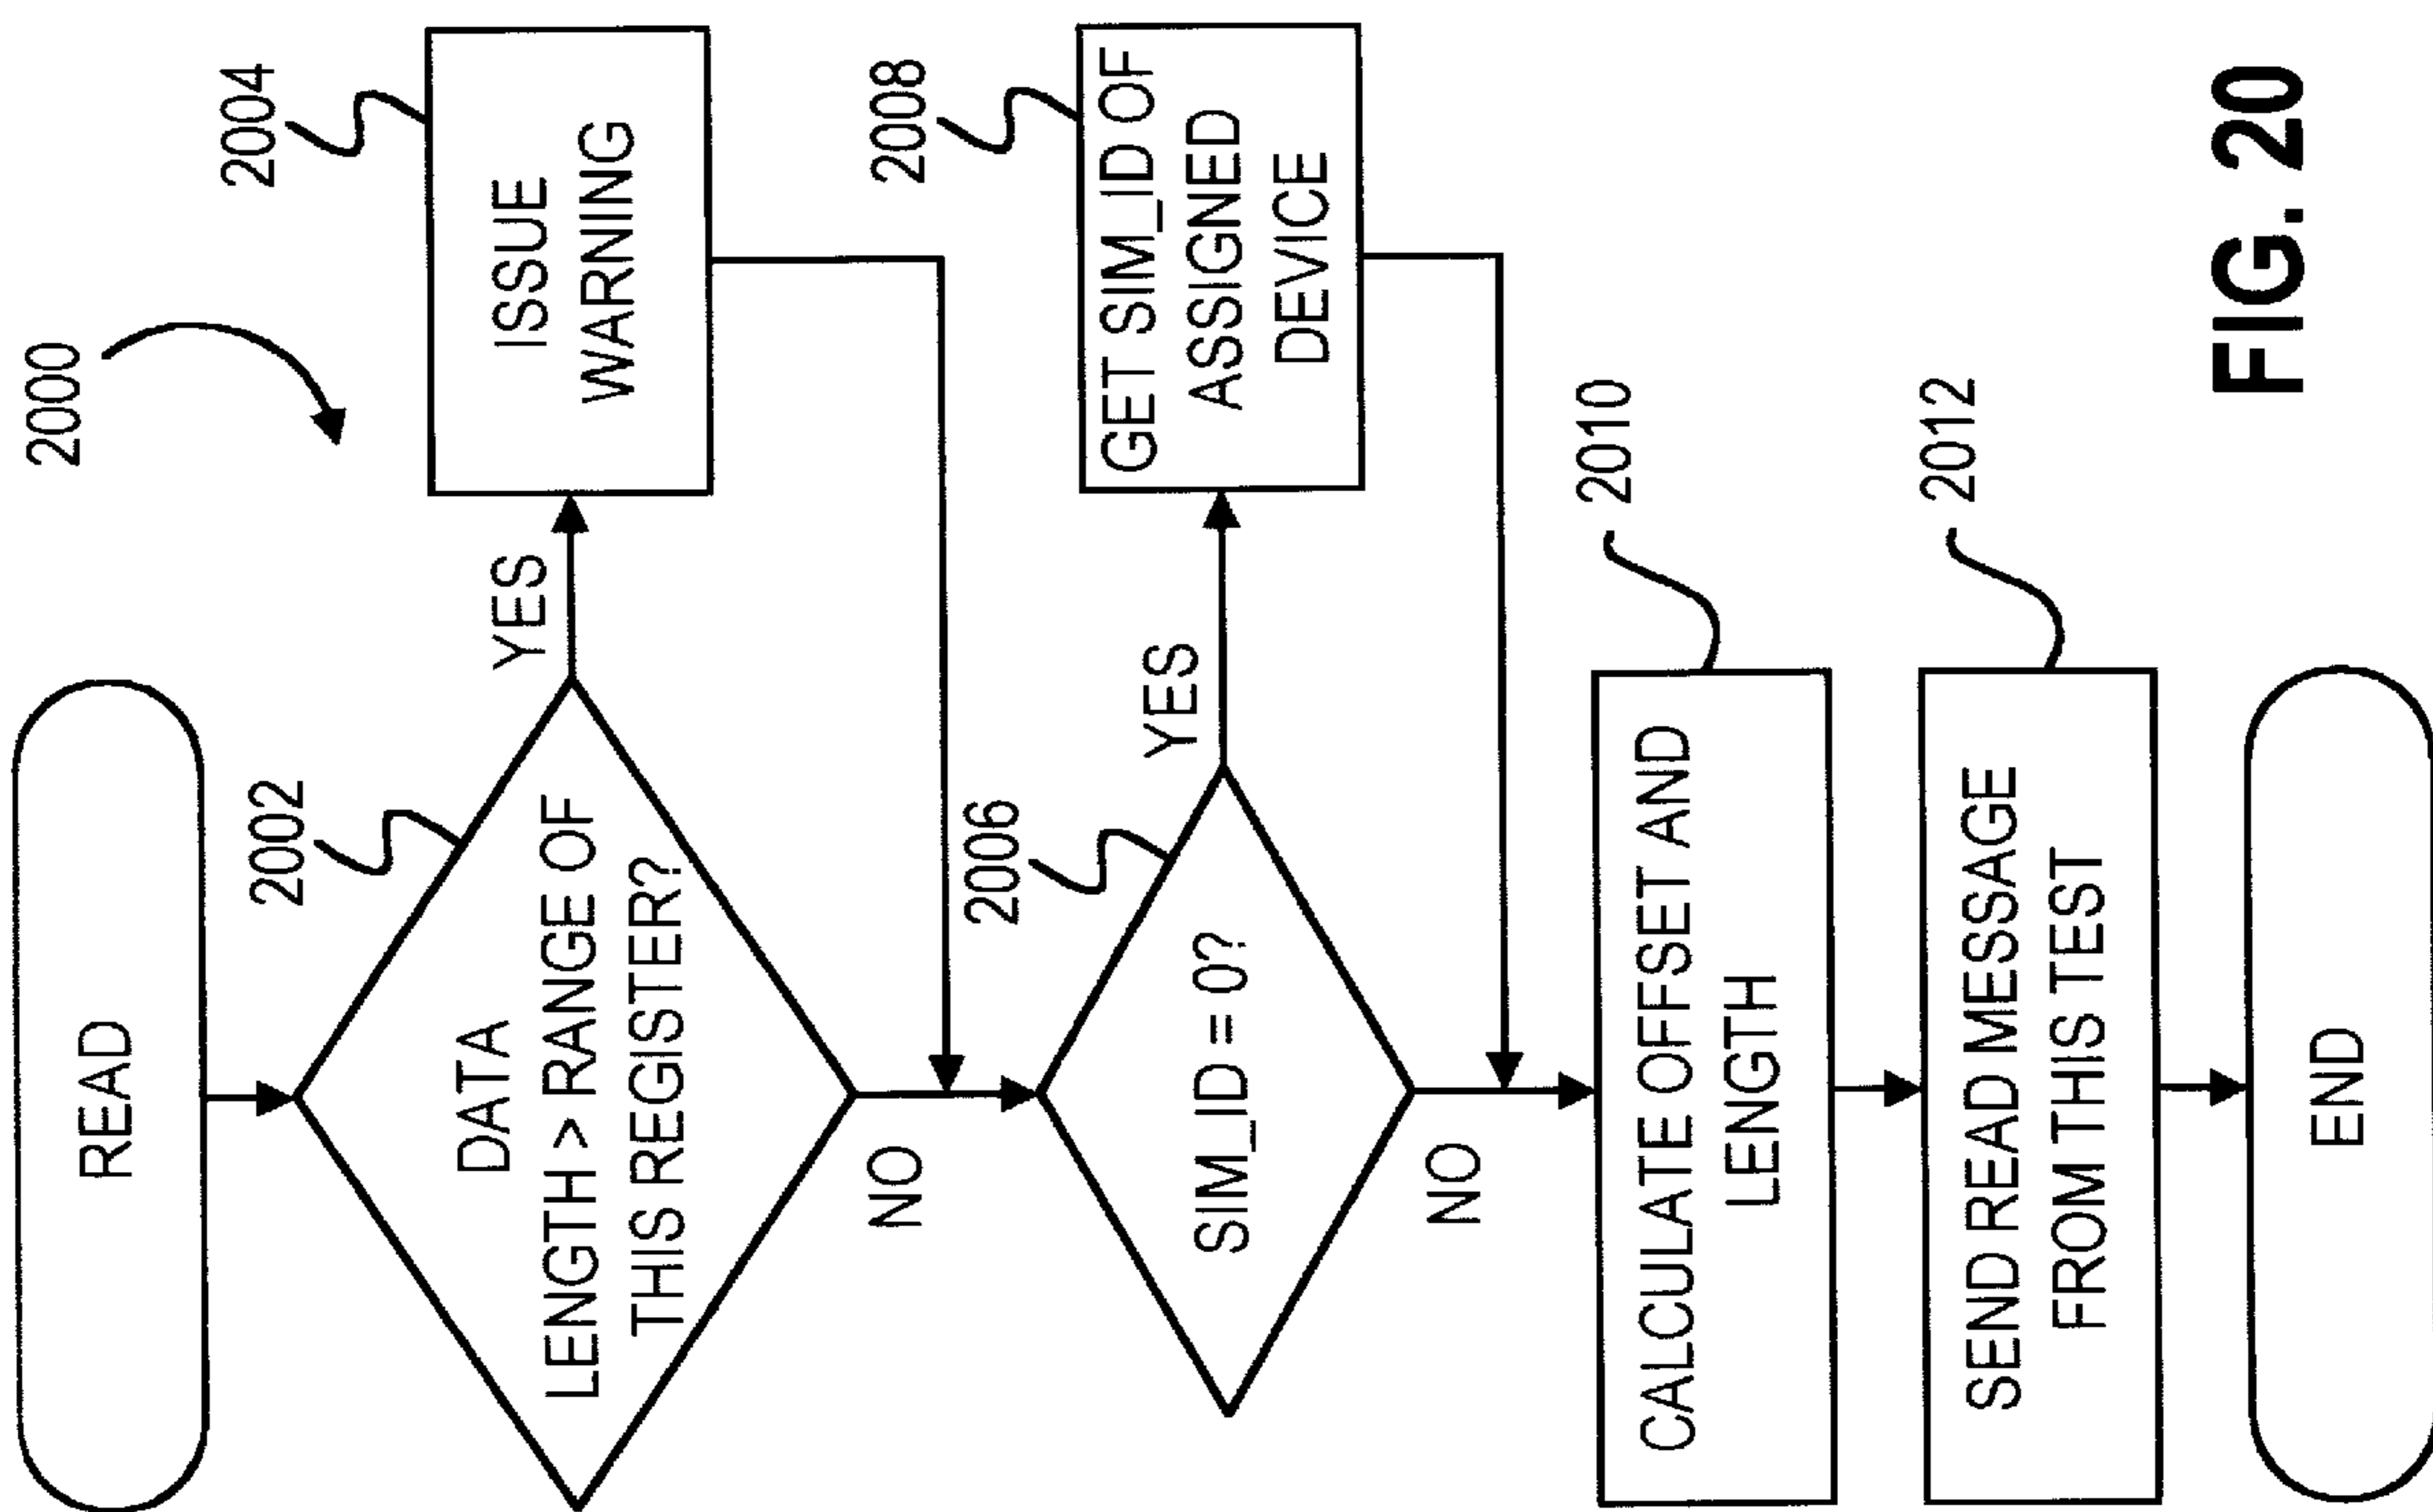 2000
READ
2002
DATA
LENGTH > RANGE OF
THIS REGISTER?
YES
2004
ISSUE
WARNING
NO
2006
SIM_ID = 0?
YES
2008
GET SIM_ID OF
ASSIGNED
DEVICE
NO
2010
CALCULATE OFFSET AND
LENGTH
2012
SEND READ MESSAGE
FROM THIS TEST
END
FIG. 20